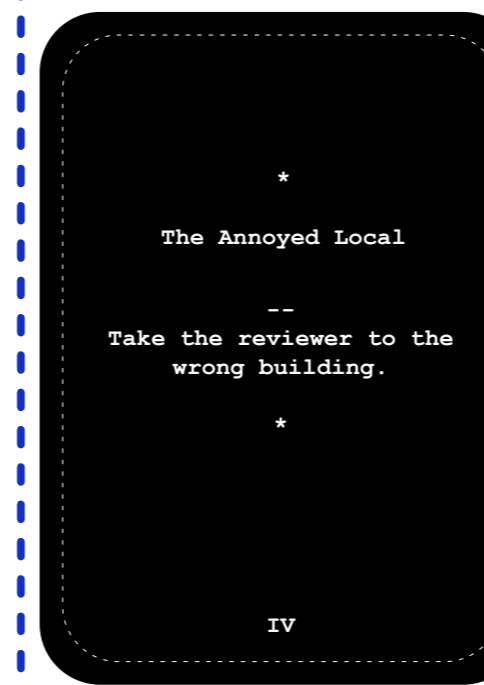 *
The Annoyed Local
--
Take the reviewer to the
wrong building.
*
IV